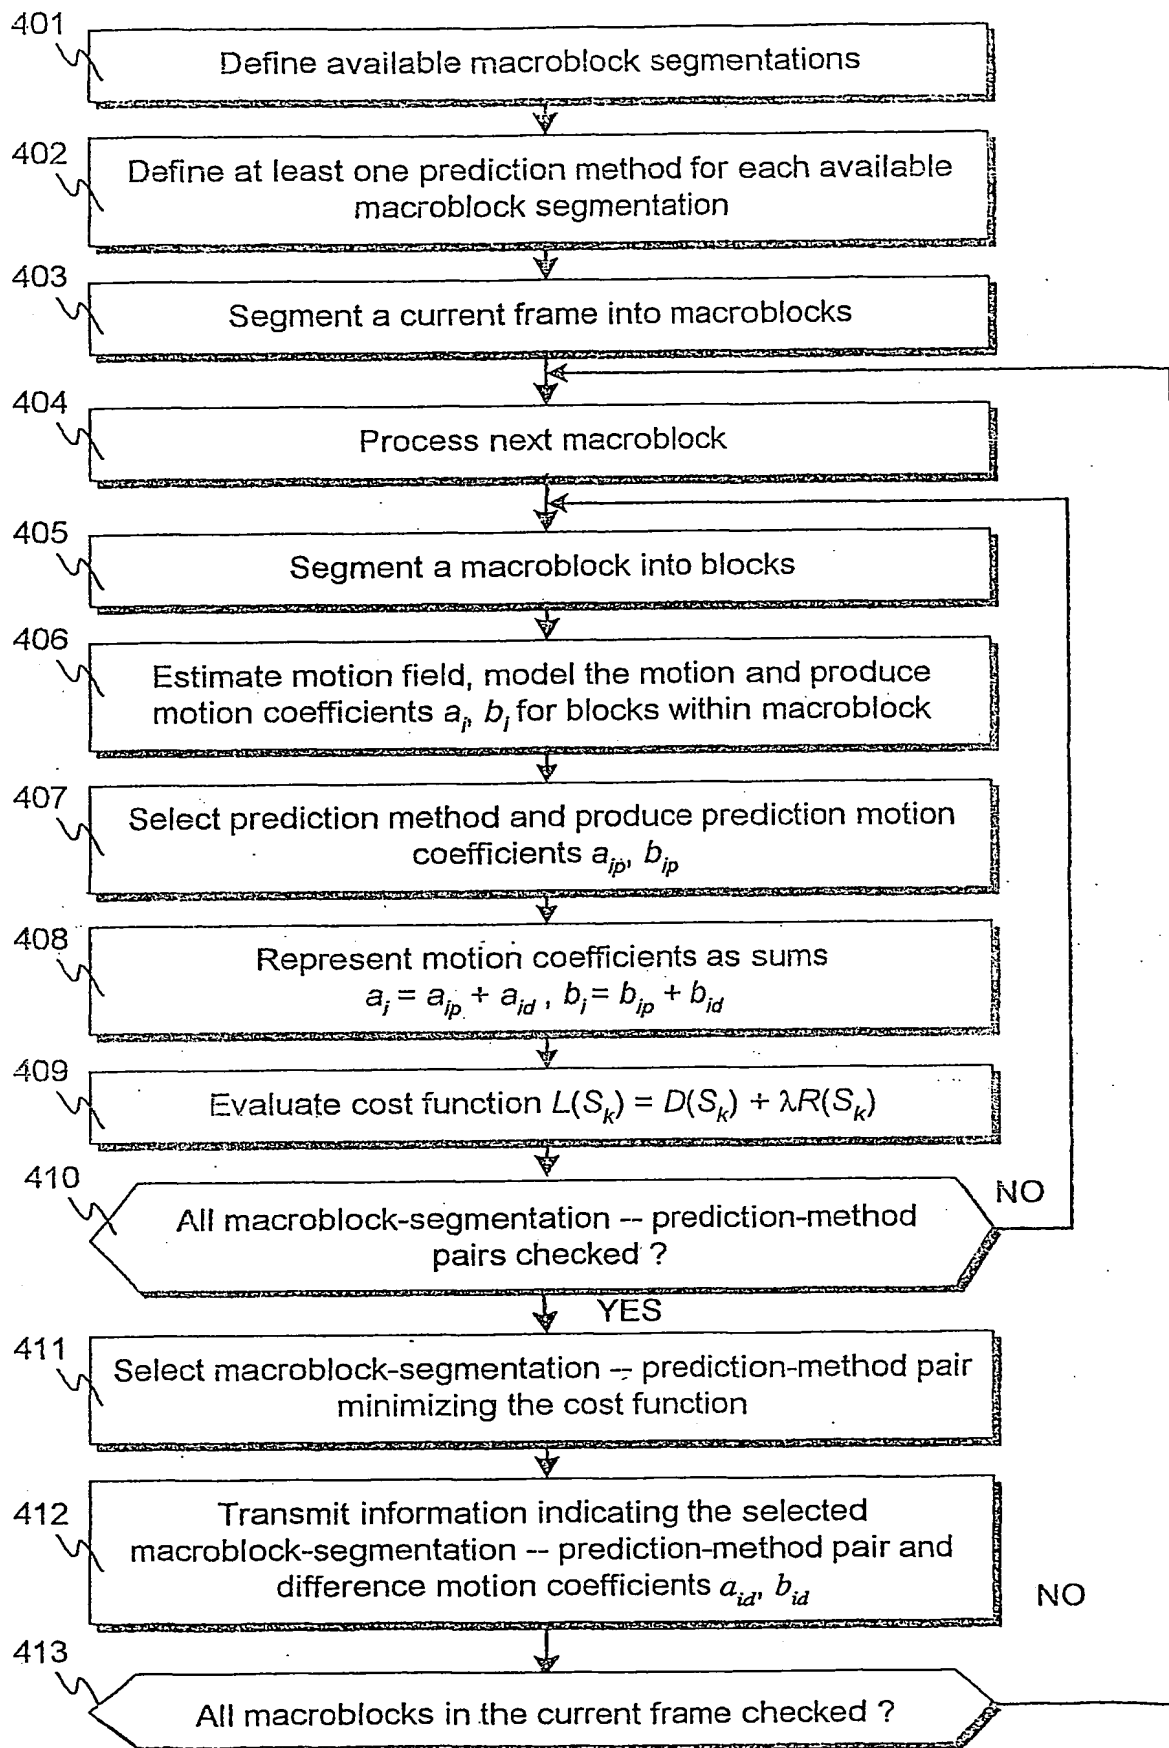 401
Define available macroblock segmentations
402
Define at least one prediction method for each available
macroblock segmentation
403
Segment a current frame into macroblocks
404
Process next macroblock
405
Segment a macroblock into blocks
406
Estimate motion field, model the motion and produce
motion coefficients a_i, b_i for blocks within macroblock
407
Select prediction method and produce prediction motion
coefficients a_ip, b_ip
408
Represent motion coefficients as sums
a_i = a_ip + a_id , b_i = b_ip + b_id
409
Evaluate cost function L(S_k) = D(S_k) + λR(S_k)
410
NO
All macroblock-segmentation -- prediction-method
pairs checked ?
YES
411
Select macroblock-segmentation -- prediction-method pair
minimizing the cost function
412
Transmit information indicating the selected
macroblock-segmentation -- prediction-method pair and
difference motion coefficients a_id, b_id
NO
413
All macroblocks in the current frame checked ?